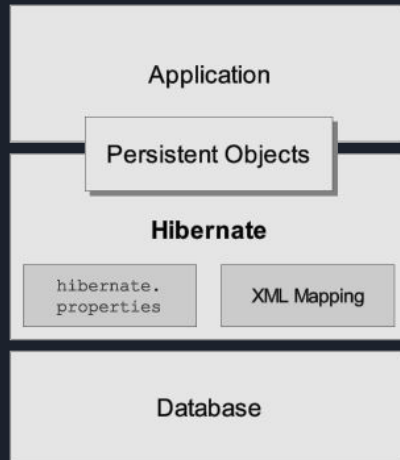 Application
Persistent Objects
Hibernate
hibernate.
properties
XML Mapping
Database